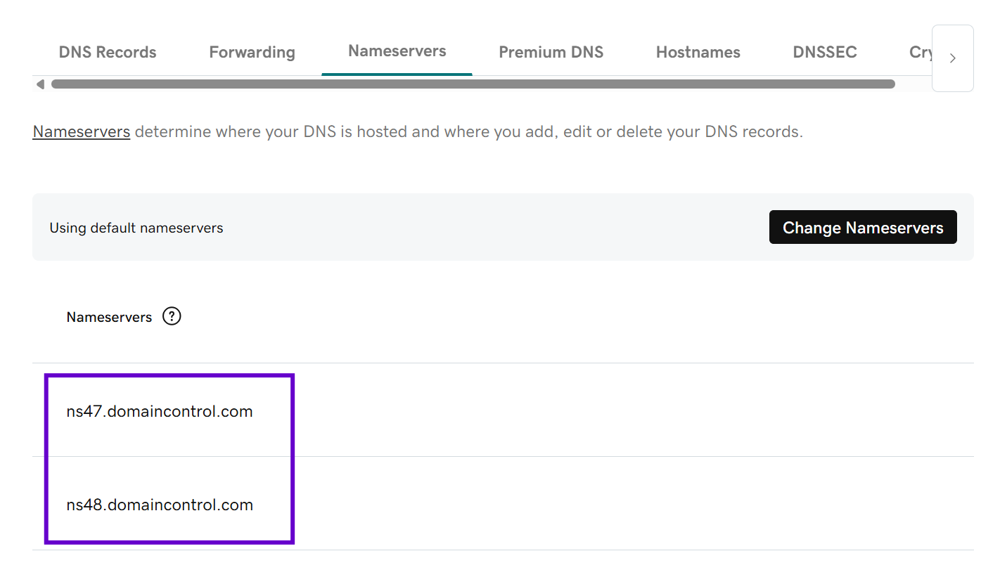 DNS Records Forwarding Nameservers Premium DNS Hostnames DNSSEC
Nameservers determine where your DNS is hosted and where you add, edit or delete your DNS records.
Using default nameservers Change Nameservers
Nameservers ?
ns47.domaincontrol.com
ns48.domaincontrol.com